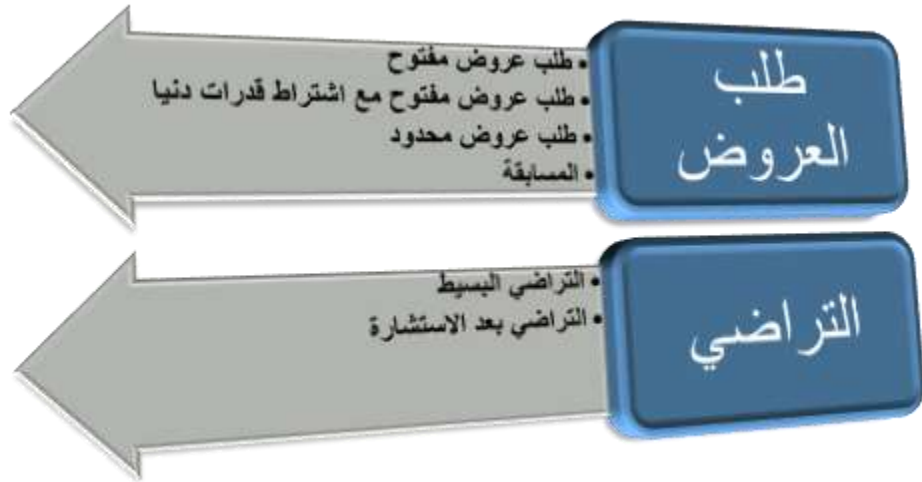 طلب
العروض
• طلب عروض مفتوح
• طلب عروض مفتوح مع اشتراط قدرات دنيا
• طلب عروض محدود
• المسابقة
التراضي
• التراضي البسيط
• التراضي بعد الاستشارة